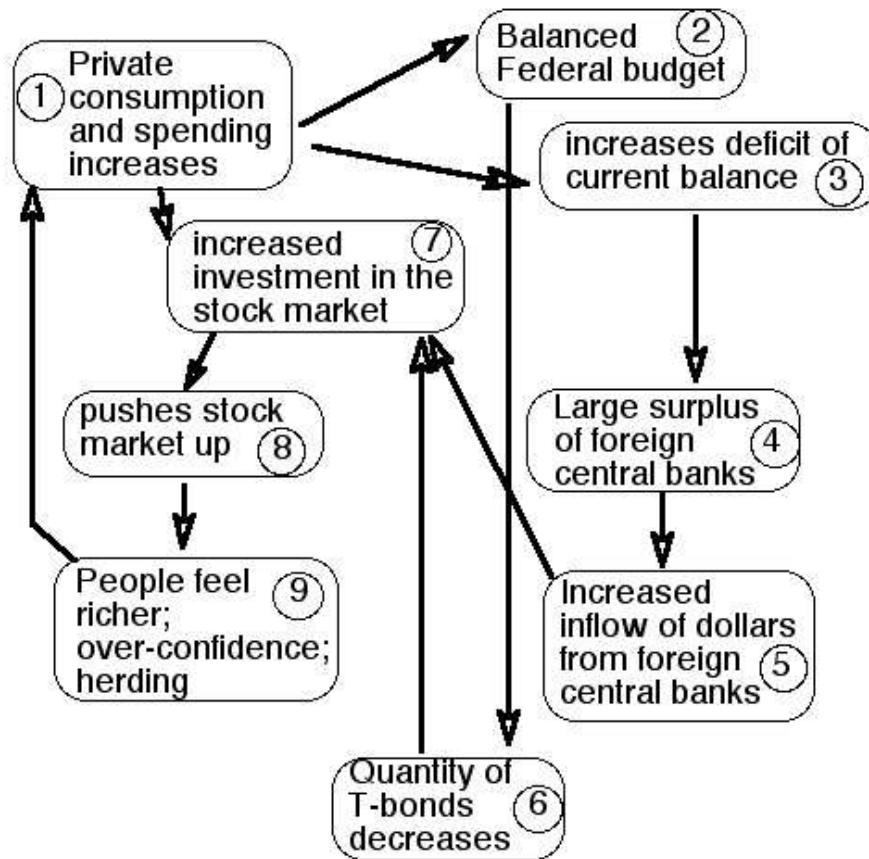 1
Private
consumption
and spending
increases
2
Balanced
Federal budget
increases deficit of
current balance 3
7
increased
investment in the
stock market
pushes stock
market up 8
Large surplus
of foreign 4
central banks
People feel 9
richer;
over-confidence;
herding
Increased
inflow of dollars
from foreign 5
central banks
Quantity of
T-bonds 6
decreases